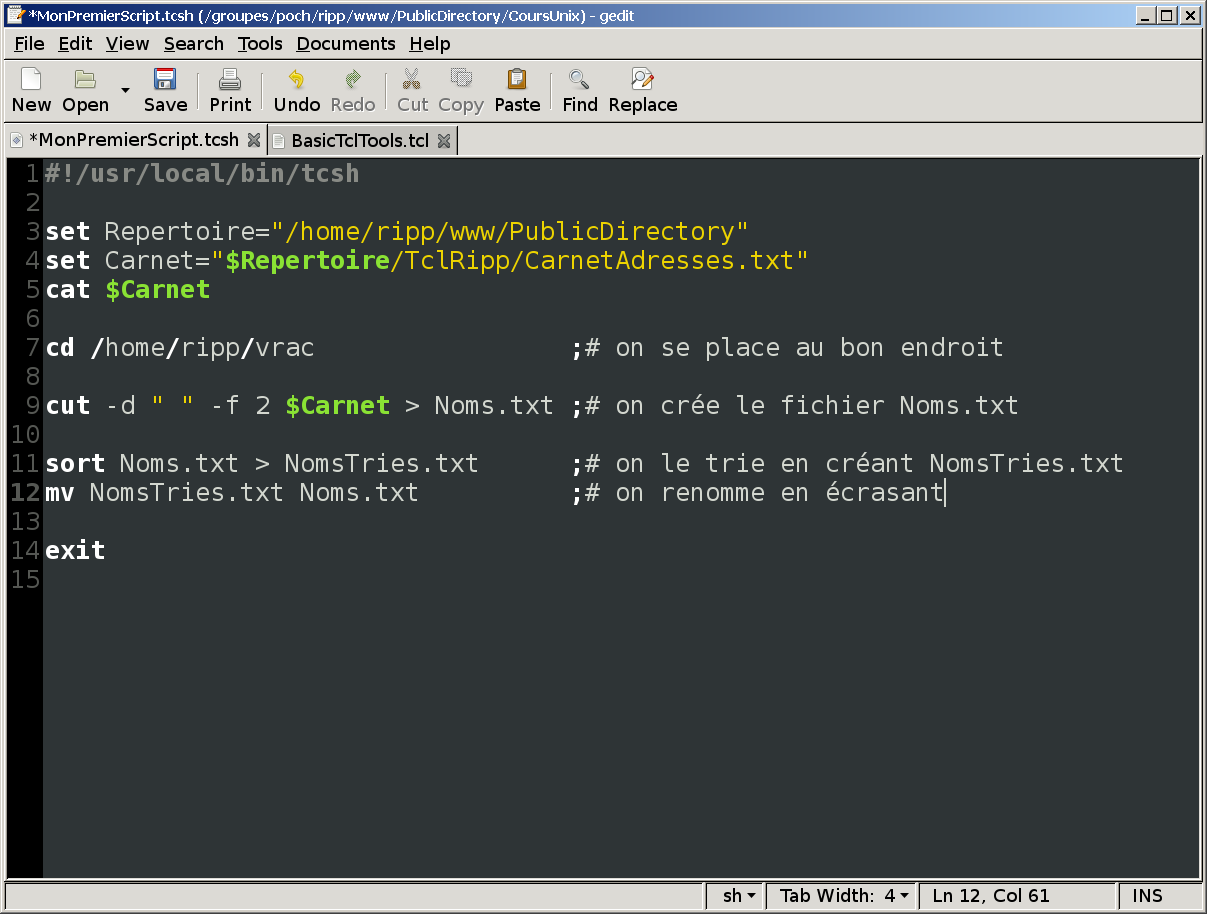 *MonPremierScript.tcsh (/groupes/poch/ripp/www/PublicDirectory/CoursUnix) - gedit
File Edit View Search Tools Documents Help
New Open Save Print Undo Redo Cut Copy Paste Find Replace
*MonPremierScript.tcsh BasicTclTools.tcl
1 #!/usr/local/bin/tcsh
2
3 set Repertoire="/home/ripp/www/PublicDirectory"
4 set Carnet="$Repertoire/TclRipp/CarnetAdresses.txt"
5 cat $Carnet
6
7 cd /home/ripp/vrac ;# on se place au bon endroit
8
9 cut -d " " -f 2 $Carnet > Noms.txt ;# on crée le fichier Noms.txt
10
11 sort Noms.txt > NomsTries.txt ;# on le trie en créant NomsTries.txt
12 mv NomsTries.txt Noms.txt ;# on renomme en écrasant
13
14 exit
15
sh Tab Width: 4 Ln 12, Col 61 INS